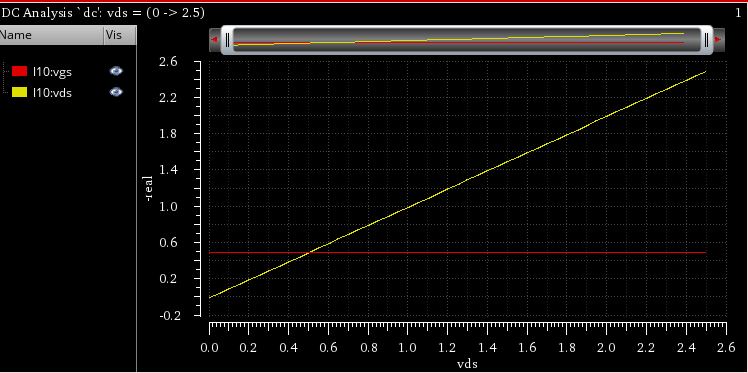 DC Analysis `dc': vds = (0 -> 2.5) 1
Name Vis
I10:vgs
I10:vds
2.6
2.2
1.8
1.4
1.0
0.6
0.2
-0.2
-real
0.0 0.2 0.4 0.6 0.8 1.0 1.2 1.4 1.6 1.8 2.0 2.2 2.4 2.6
vds